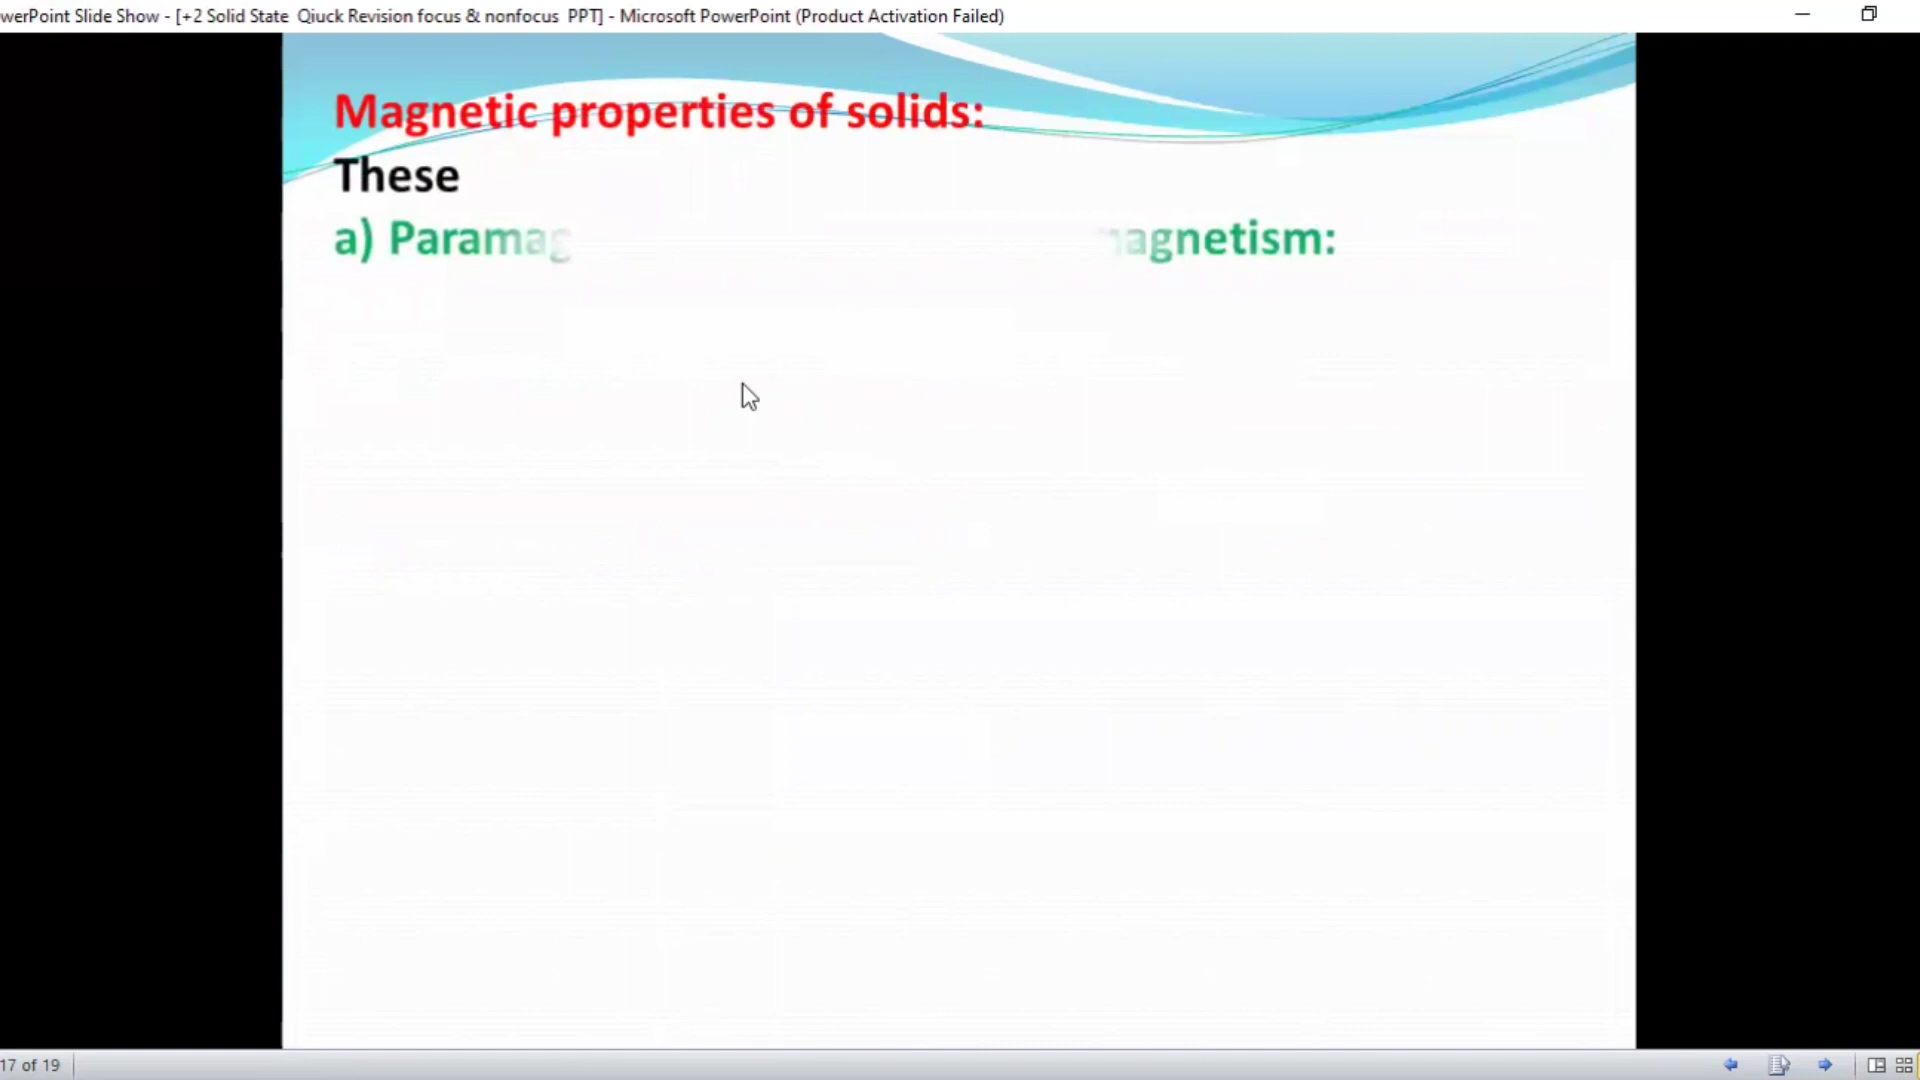 werPoint Slide Show - [+2 Solid State Qiuck Revision focus & nonfocus PPT] - Microsoft PowerPoint (Product Activation Failed)
Magnetic properties of solids:
These
a) Paramag magnetism:
17 of 19